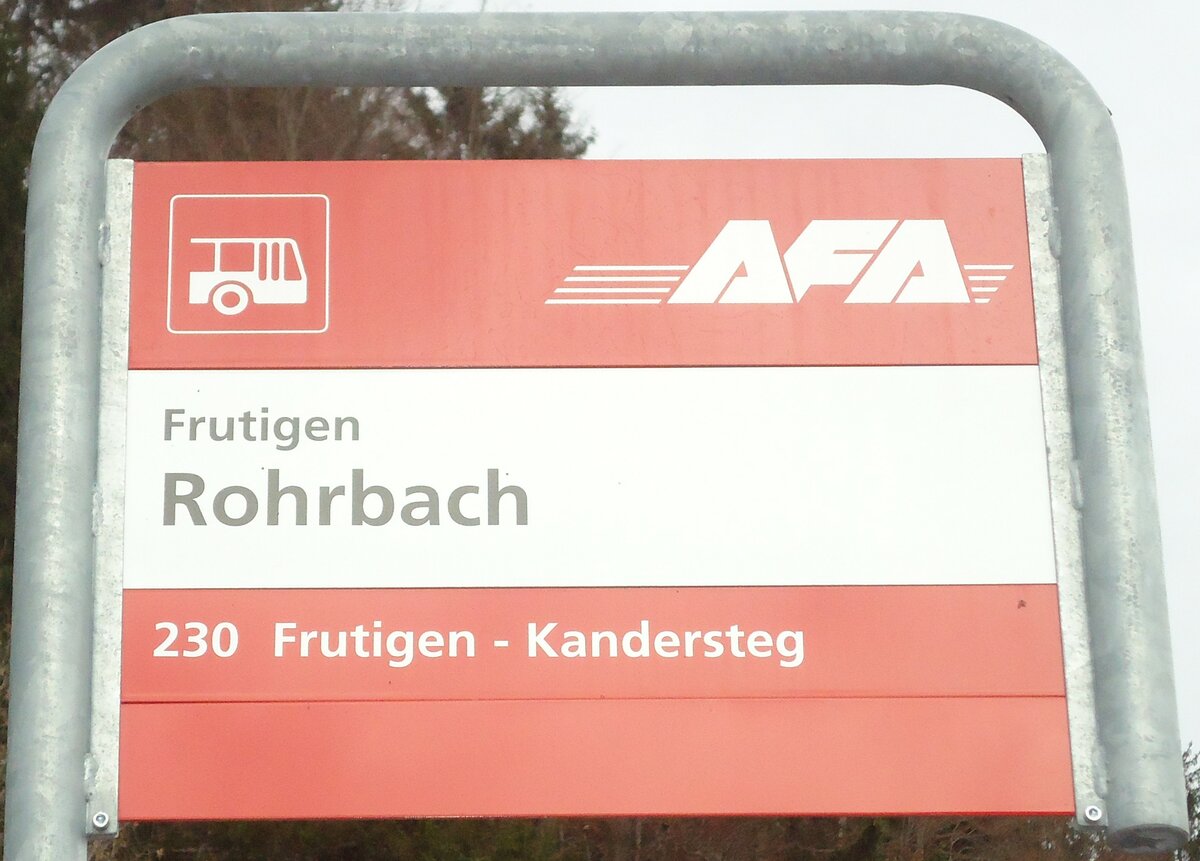 AFA
Frutigen
Rohrbach
230 Frutigen - Kandersteg